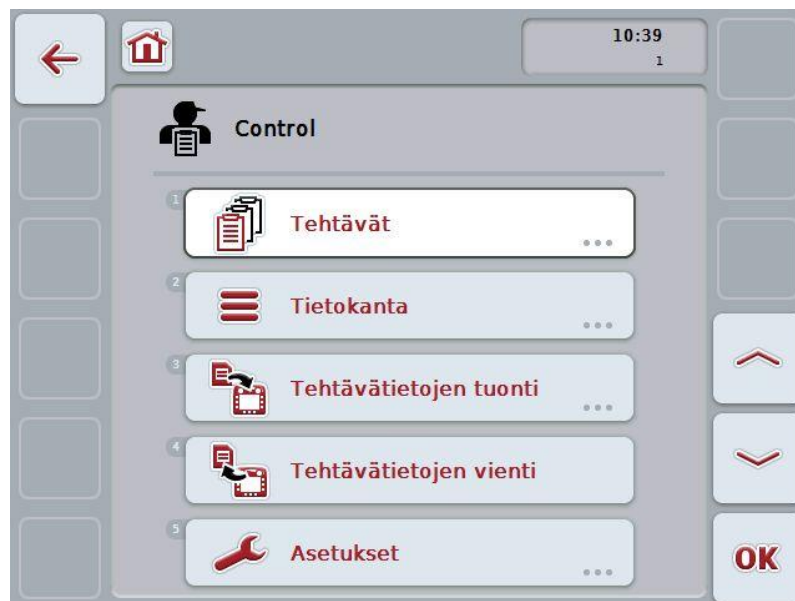 10:39
1
Control
1
Tehtävät
2
Tietokanta
3
Tehtävätietojen tuonti
4
Tehtävätietojen vienti
5
Asetukset
OK